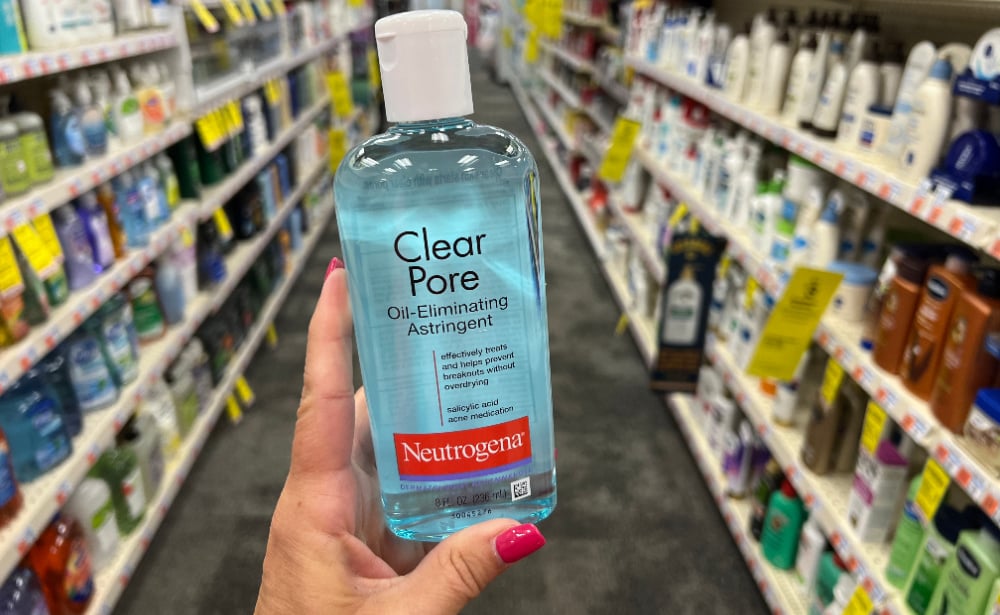 Clear
Pore
Oil-Eliminating
Astringent
effectively treats
and helps prevent
breakouts without
overdrying
salicylic acid
acne medication
Neutrogena®
8 FL. OZ. (236 mL)